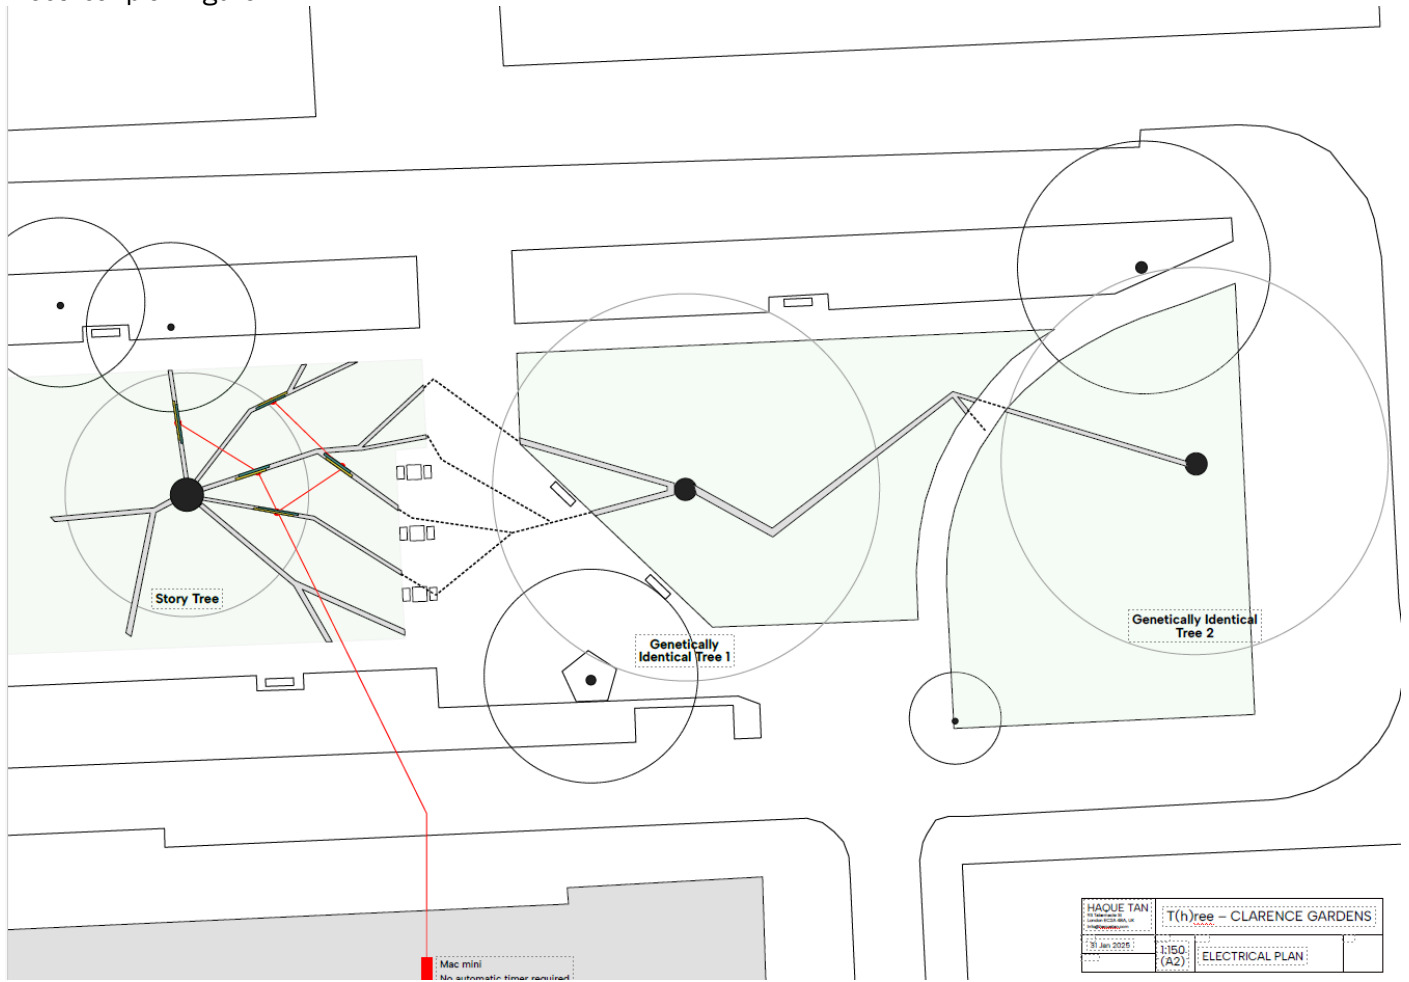 Story Tree
Genetically
Identical Tree 1
Genetically Identical
Tree 2
Mac mini
No automatic timer required
HAQUE TAN
T(h)ree – CLARENCE GARDENS
31 Jan 2025
1:150
(A2)
ELECTRICAL PLAN